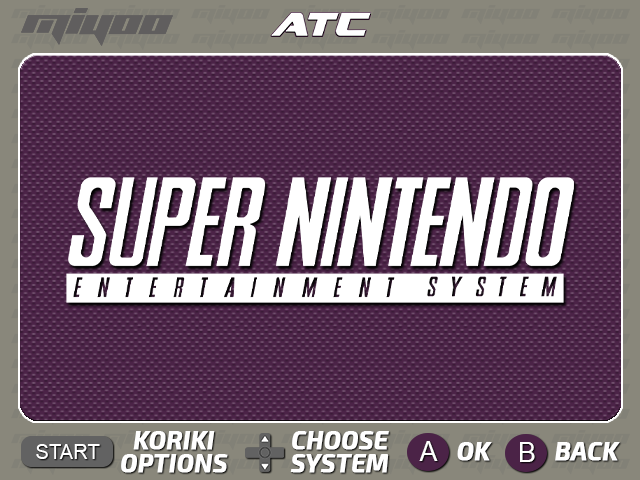 miyoo
ATC
SUPER NINTENDO
ENTERTAINMENT SYSTEM
START
KORIKI
OPTIONS
CHOOSE
SYSTEM
A
OK
B
BACK